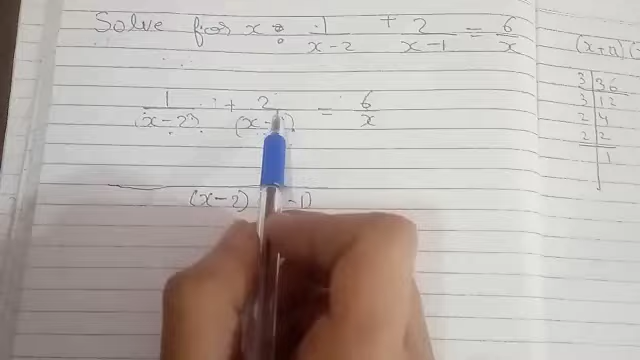 Solve for x : 1/(x-2) + 2/(x-1) = 6/x
1/(x-2) + 2/(x-1) = 6/x
(x-2) -1)
3 | 36
3 | 12
2 | 4
2 | 2
1